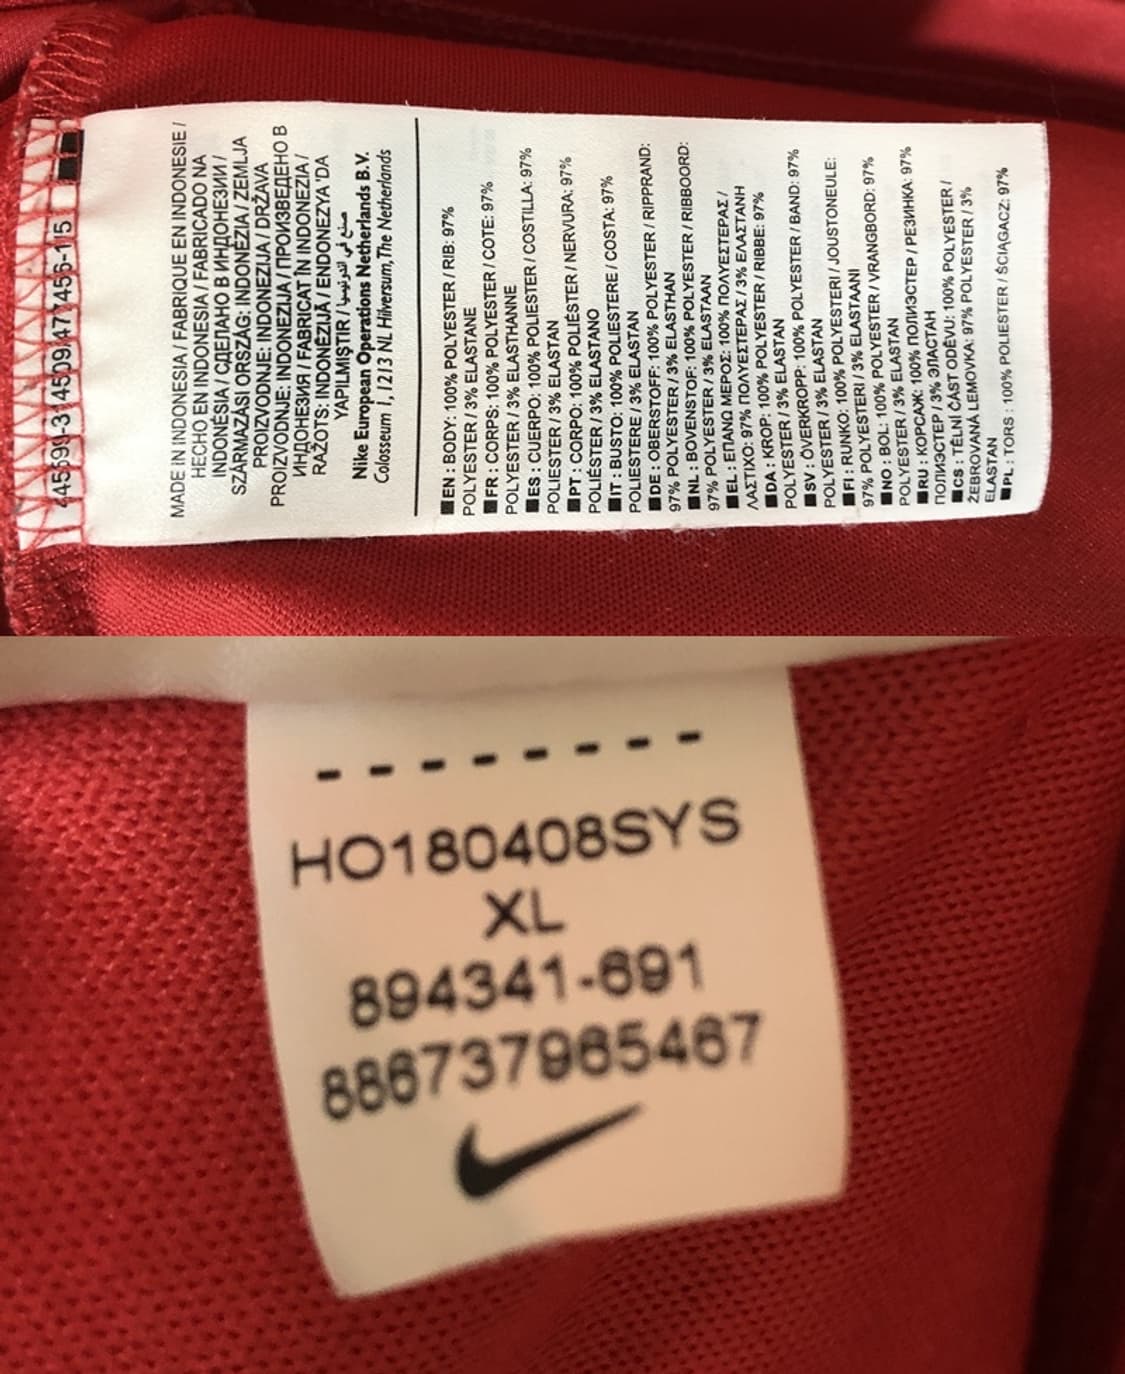 MADE IN INDONESIA / FABRIQUE EN INDONESIE /
HECHO EN INDONESIA / FABRICADO NA
INDONÉSIA / СДЕЛАНО В ИНДОНЕЗИИ /
SZÁRMAZÁSI ORSZÁG: INDONÉZIA / ZEMLJA
PROIZVODNJE: INDONEZIJA / DRŽAVA
PROIZVODNJE: INDONEZIJA / ПРОИЗВЕДЕНО В
ИНДОНЕЗИЯ / FABRICAT ÎN INDONEZIA /
RAŽOTS: INDONĒZIJĀ / ENDONEZYA'DA
YAPILMIŞTIR / صنع في اندونيسيا
Nike European Operations Netherlands B.V.
Colosseum 1, 1213 NL Hilversum, The Netherlands
EN : BODY: 100% POLYESTER / RIB: 97%
POLYESTER / 3% ELASTANE
FR : CORPS: 100% POLYESTER / COTE: 97%
POLYESTER / 3% ELASTHANNE
ES : CUERPO: 100% POLIESTER / COSTILLA: 97%
POLIESTER / 3% ELASTAN
PT : CORPO: 100% POLIÉSTER / NERVURA: 97%
POLIÉSTER / 3% ELASTANO
IT : BUSTO: 100% POLIESTERE / COSTA: 97%
POLIESTERE / 3% ELASTAN
DE : OBERSTOFF: 100% POLYESTER / RIPPRAND:
97% POLYESTER / 3% ELASTHAN
NL : BOVENSTOF: 100% POLYESTER / RIBBOORD:
97% POLYESTER / 3% ELASTAAN
EL : ΕΠΑΝΩ ΜΕΡΟΣ: 100% ΠΟΛΥΕΣΤΕΡΑΣ /
ΛΑΣΤΙΧΟ: 97% ΠΟΛΥΕΣΤΕΡΑΣ / 3% ΕΛΑΣΤΑΝΗ
DA : KROP: 100% POLYESTER / RIBBE: 97%
POLYESTER / 3% ELASTAN
SV : ÖVERKROPP: 100% POLYESTER / BAND: 97%
POLYESTER / 3% ELASTAN
FI : RUNKO: 100% POLYESTERI / JOUSTONEULE:
97% POLYESTERI / 3% ELASTAANI
NO : BOL: 100% POLYESTER / VRANGBORD: 97%
POLYESTER / 3% ELASTAN
RU : КОРСАЖ: 100% ПОЛИЭСТЕР / РЕЗИНКА: 97%
ПОЛИЭСТЕР / 3% ЭЛАСТАН
CS : TĚLNÍ ČÁST ODĚVU: 100% POLYESTER /
ŽEBROVANÁ LEMOVKA: 97% POLYESTER / 3%
ELASTAN
PL : TORS : 100% POLIESTER / ŚCIĄGACZ: 97%
HO180408SYS
XL
894341-691
886737965467